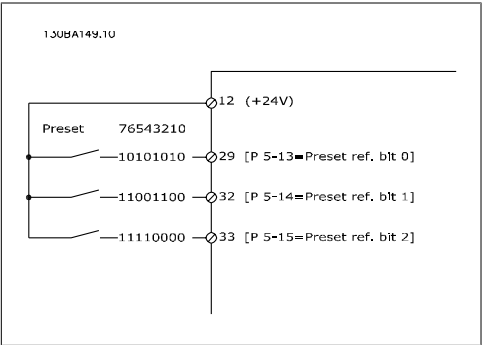 130BA149.10
12 (+24V)
Preset 76543210
10101010 29 [P 5-13=Preset ref. bit 0]
11001100 32 [P 5-14=Preset ref. bit 1]
11110000 33 [P 5-15=Preset ref. bit 2]